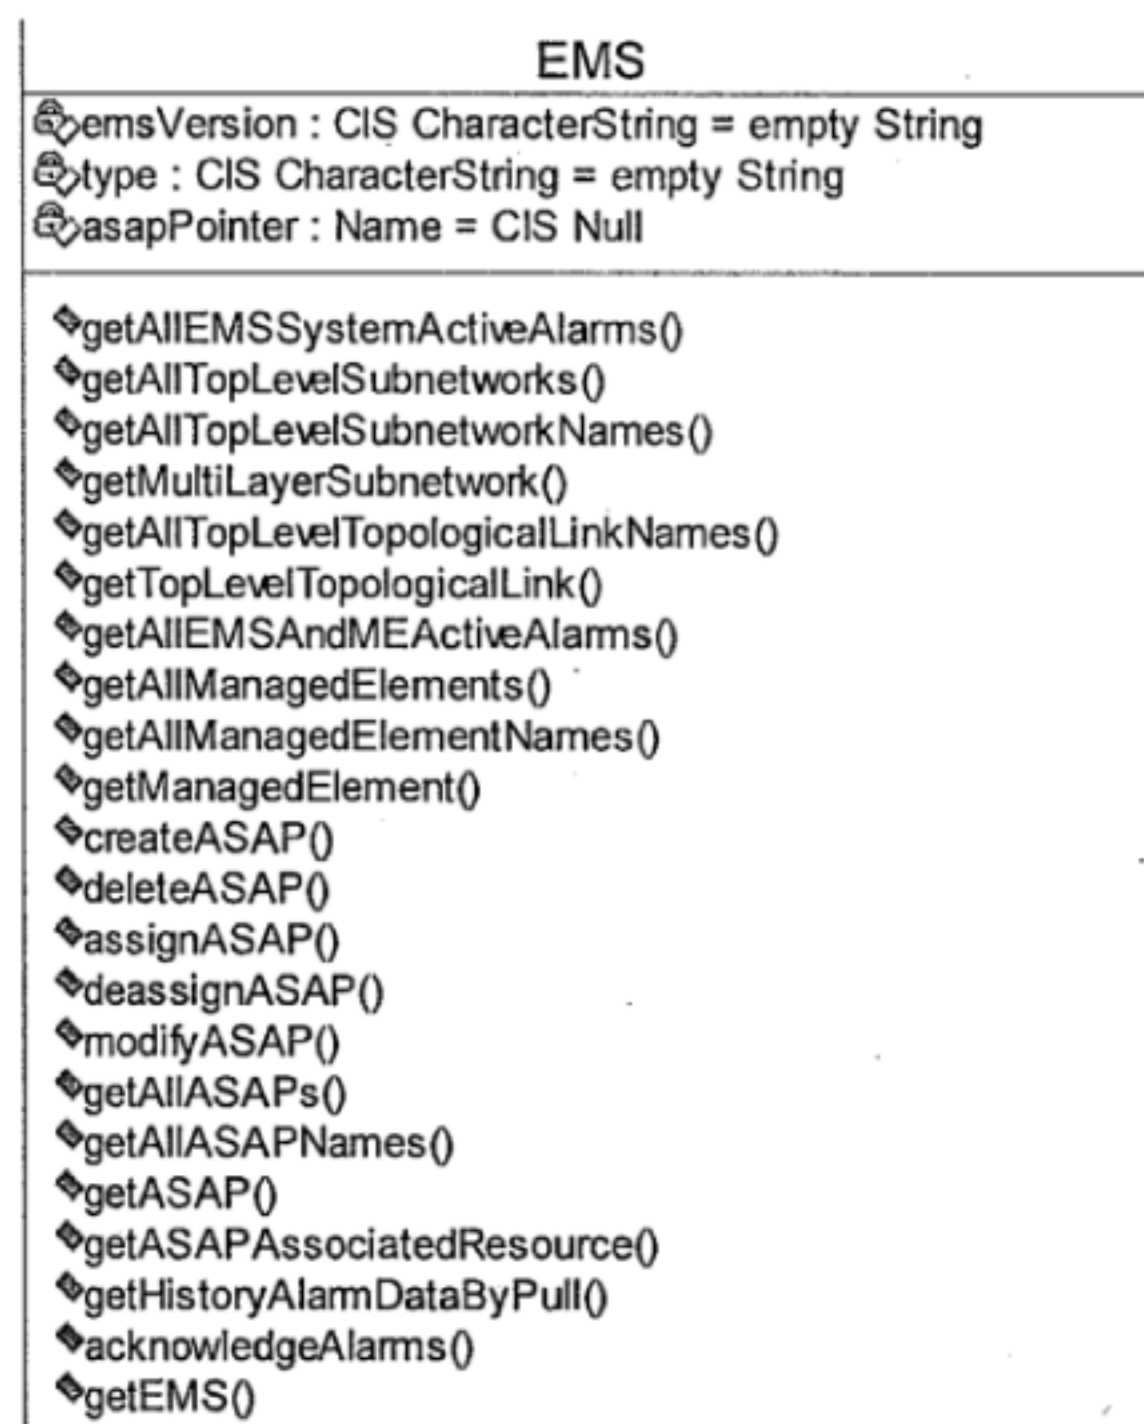 EMS
emsVersion : CIS CharacterString = empty String
type : CIS CharacterString = empty String
asapPointer : Name = CIS Null
getAllEMSSystemActiveAlarms()
getAllTopLevelSubnetworks()
getAllTopLevelSubnetworkNames()
getMultiLayerSubnetwork()
getAllTopLevelTopologicalLinkNames()
getTopLevelTopologicalLink()
getAllEMSAndMEActiveAlarms()
getAllManagedElements()
getAllManagedElementNames()
getManagedElement()
createASAP()
deleteASAP()
assignASAP()
deassignASAP()
modifyASAP()
getAllASAPs()
getAllASAPNames()
getASAP()
getASAPAssociatedResource()
getHistoryAlarmDataByPull()
acknowledgeAlarms()
getEMS()